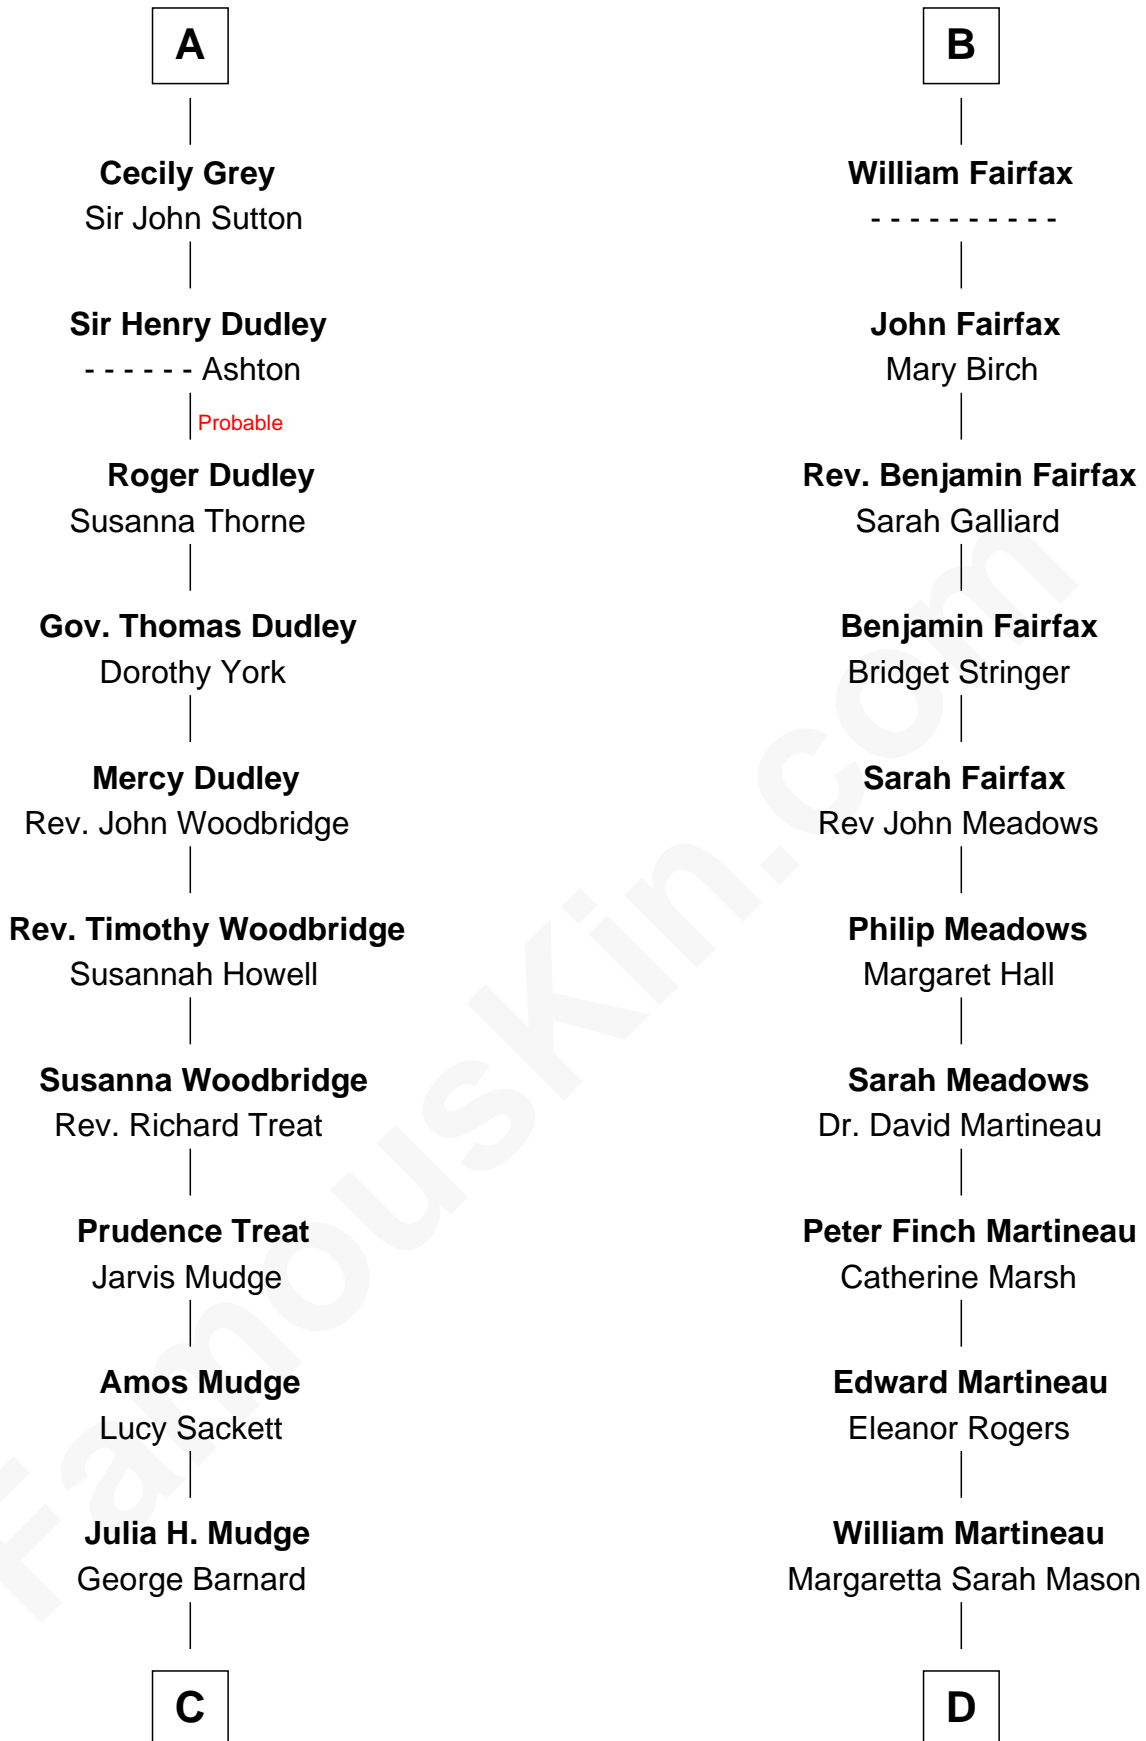 A
Cecily Grey
Sir John Sutton
Sir Henry Dudley
- - - - - - Ashton
Probable
Roger Dudley
Susanna Thorne
Gov. Thomas Dudley
Dorothy York
Mercy Dudley
Rev. John Woodbridge
Rev. Timothy Woodbridge
Susannah Howell
Susanna Woodbridge
Rev. Richard Treat
Prudence Treat
Jarvis Mudge
Amos Mudge
Lucy Sackett
Julia H. Mudge
George Barnard
C
B
William Fairfax
- - - - - - - - - -
John Fairfax
Mary Birch
Rev. Benjamin Fairfax
Sarah Galliard
Benjamin Fairfax
Bridget Stringer
Sarah Fairfax
Rev John Meadows
Philip Meadows
Margaret Hall
Sarah Meadows
Dr. David Martineau
Peter Finch Martineau
Catherine Marsh
Edward Martineau
Eleanor Rogers
William Martineau
Margaretta Sarah Mason
D
FamousKin.com